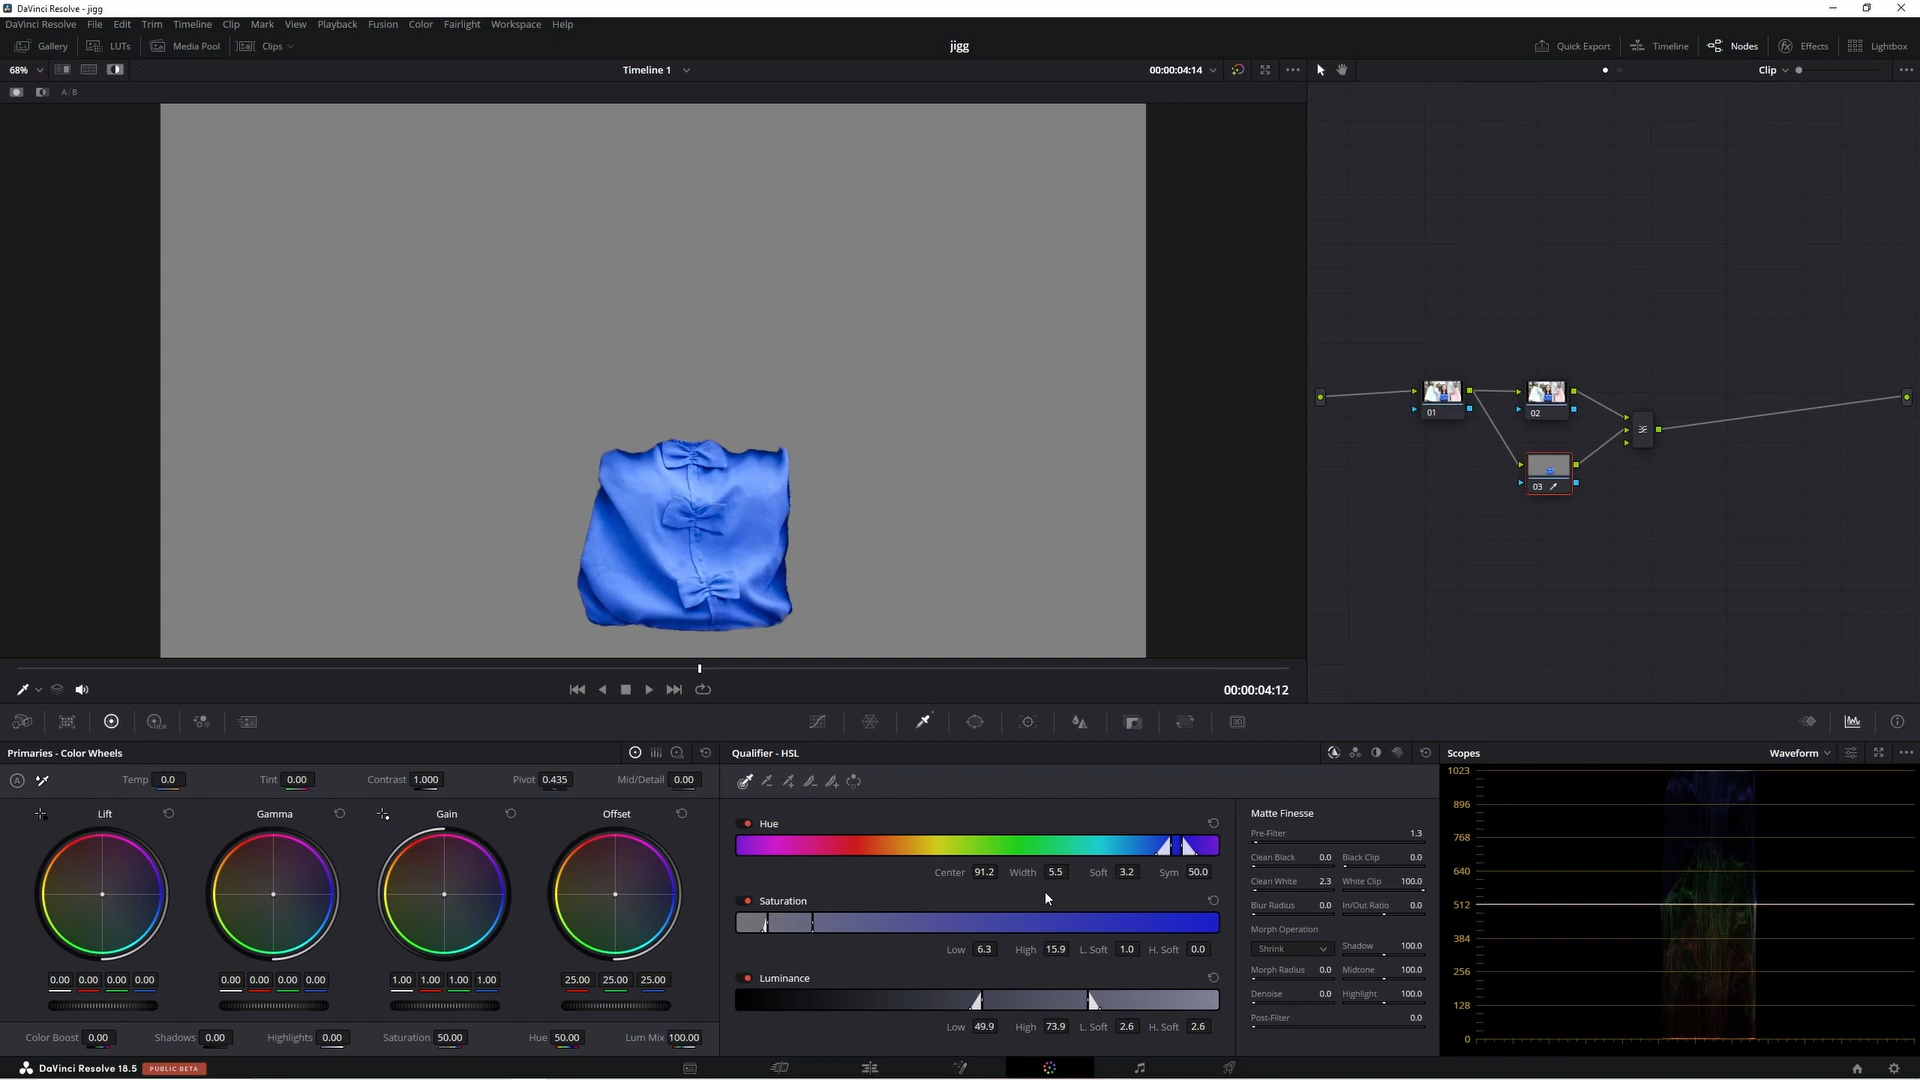 DaVinci Resolve - jigg
DaVinci Resolve File Edit Trim Timeline Clip Mark View Playback Fusion Color Fairlight Workspace Help
Gallery LUTs Media Pool Clips jigg Quick Export Timeline Nodes Effects Lightbox
68% Timeline 1 00:00:04:14 Clip
A/B
01 02
03
00:00:04:12
HDR 3D
Primaries - Color Wheels Qualifier - HSL Scopes Waveform
A Temp 0.0 Tint 0.00 Contrast 1.000 Pivot 0.435 Mid/Detail 0.00
Lift Gamma Gain Offset
0.00 0.00 0.00 0.00 0.00 0.00 0.00 0.00 1.00 1.00 1.00 1.00 25.00 25.00 25.00
Color Boost 0.00 Shadows 0.00 Highlights 0.00 Saturation 50.00 Hue 50.00 Lum Mix 100.00
Hue
Center 91.2 Width 5.5 Soft 3.2 Sym 50.0
Saturation
Low 6.3 High 15.9 L. Soft 1.0 H. Soft 0.0
Luminance
Low 49.9 High 73.9 L. Soft 2.6 H. Soft 2.6
Matte Finesse
Pre-Filter 1.3
Clean Black 0.0 Black Clip 0.0
Clean White 2.3 White Clip 100.0
Blur Radius 0.0 In/Out Ratio 0.0
Morph Operation
Shrink Shadow 100.0
Morph Radius 0.0 Midtone 100.0
Denoise 0.0 Highlight 100.0
Post-Filter 0.0
1023
896
768
640
512
384
256
128
0
DaVinci Resolve 18.5 PUBLIC BETA